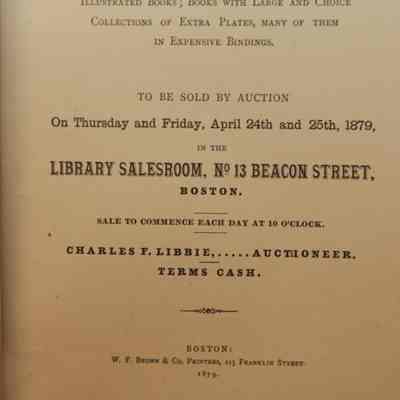 Illustrated Books; Books with Large and Choice
Collections of Extra Plates, many of them
in Expensive Bindings.
TO BE SOLD BY AUCTION
On Thursday and Friday, April 24th and 25th, 1879,
IN THE
LIBRARY SALESROOM, No 13 BEACON STREET,
BOSTON.
SALE TO COMMENCE EACH DAY AT 10 O'CLOCK.
CHARLES F. LIBBIE,.....AUCTIONEER.
TERMS CASH.
BOSTON:
W. F. Brown & Co. Printers, 215 Franklin Street.
1879.